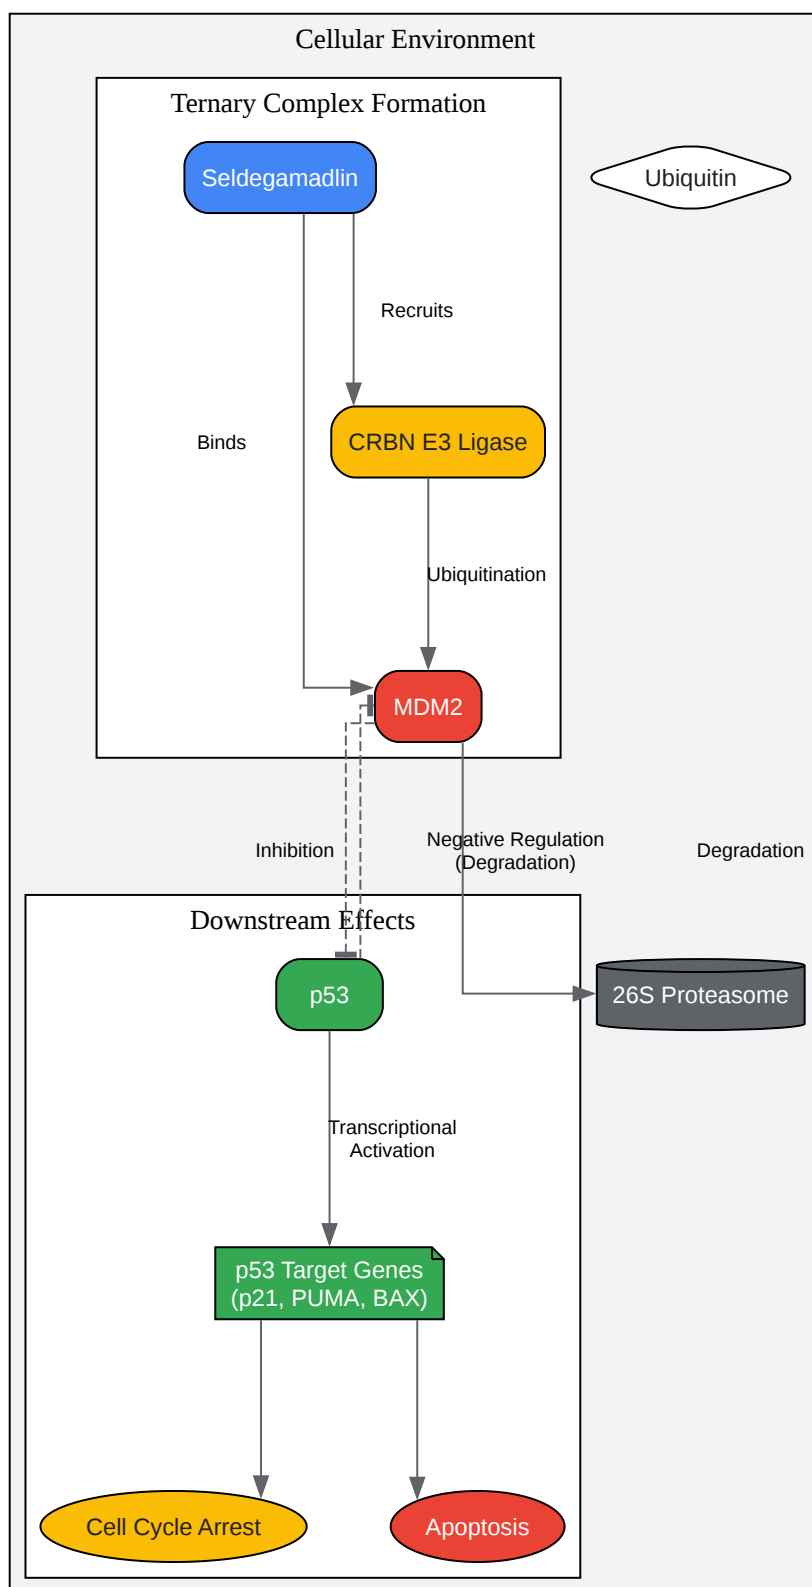 Cellular Environment
Ternary Complex Formation
Seldegamadlin
Ubiquitin
Recruits
Binds
CRBN E3 Ligase
Ubiquitination
MDM2
Inhibition
Negative Regulation
(Degradation)
Degradation
Downstream Effects
p53
26S Proteasome
Transcriptional
Activation
p53 Target Genes
(p21, PUMA, BAX)
Cell Cycle Arrest
Apoptosis